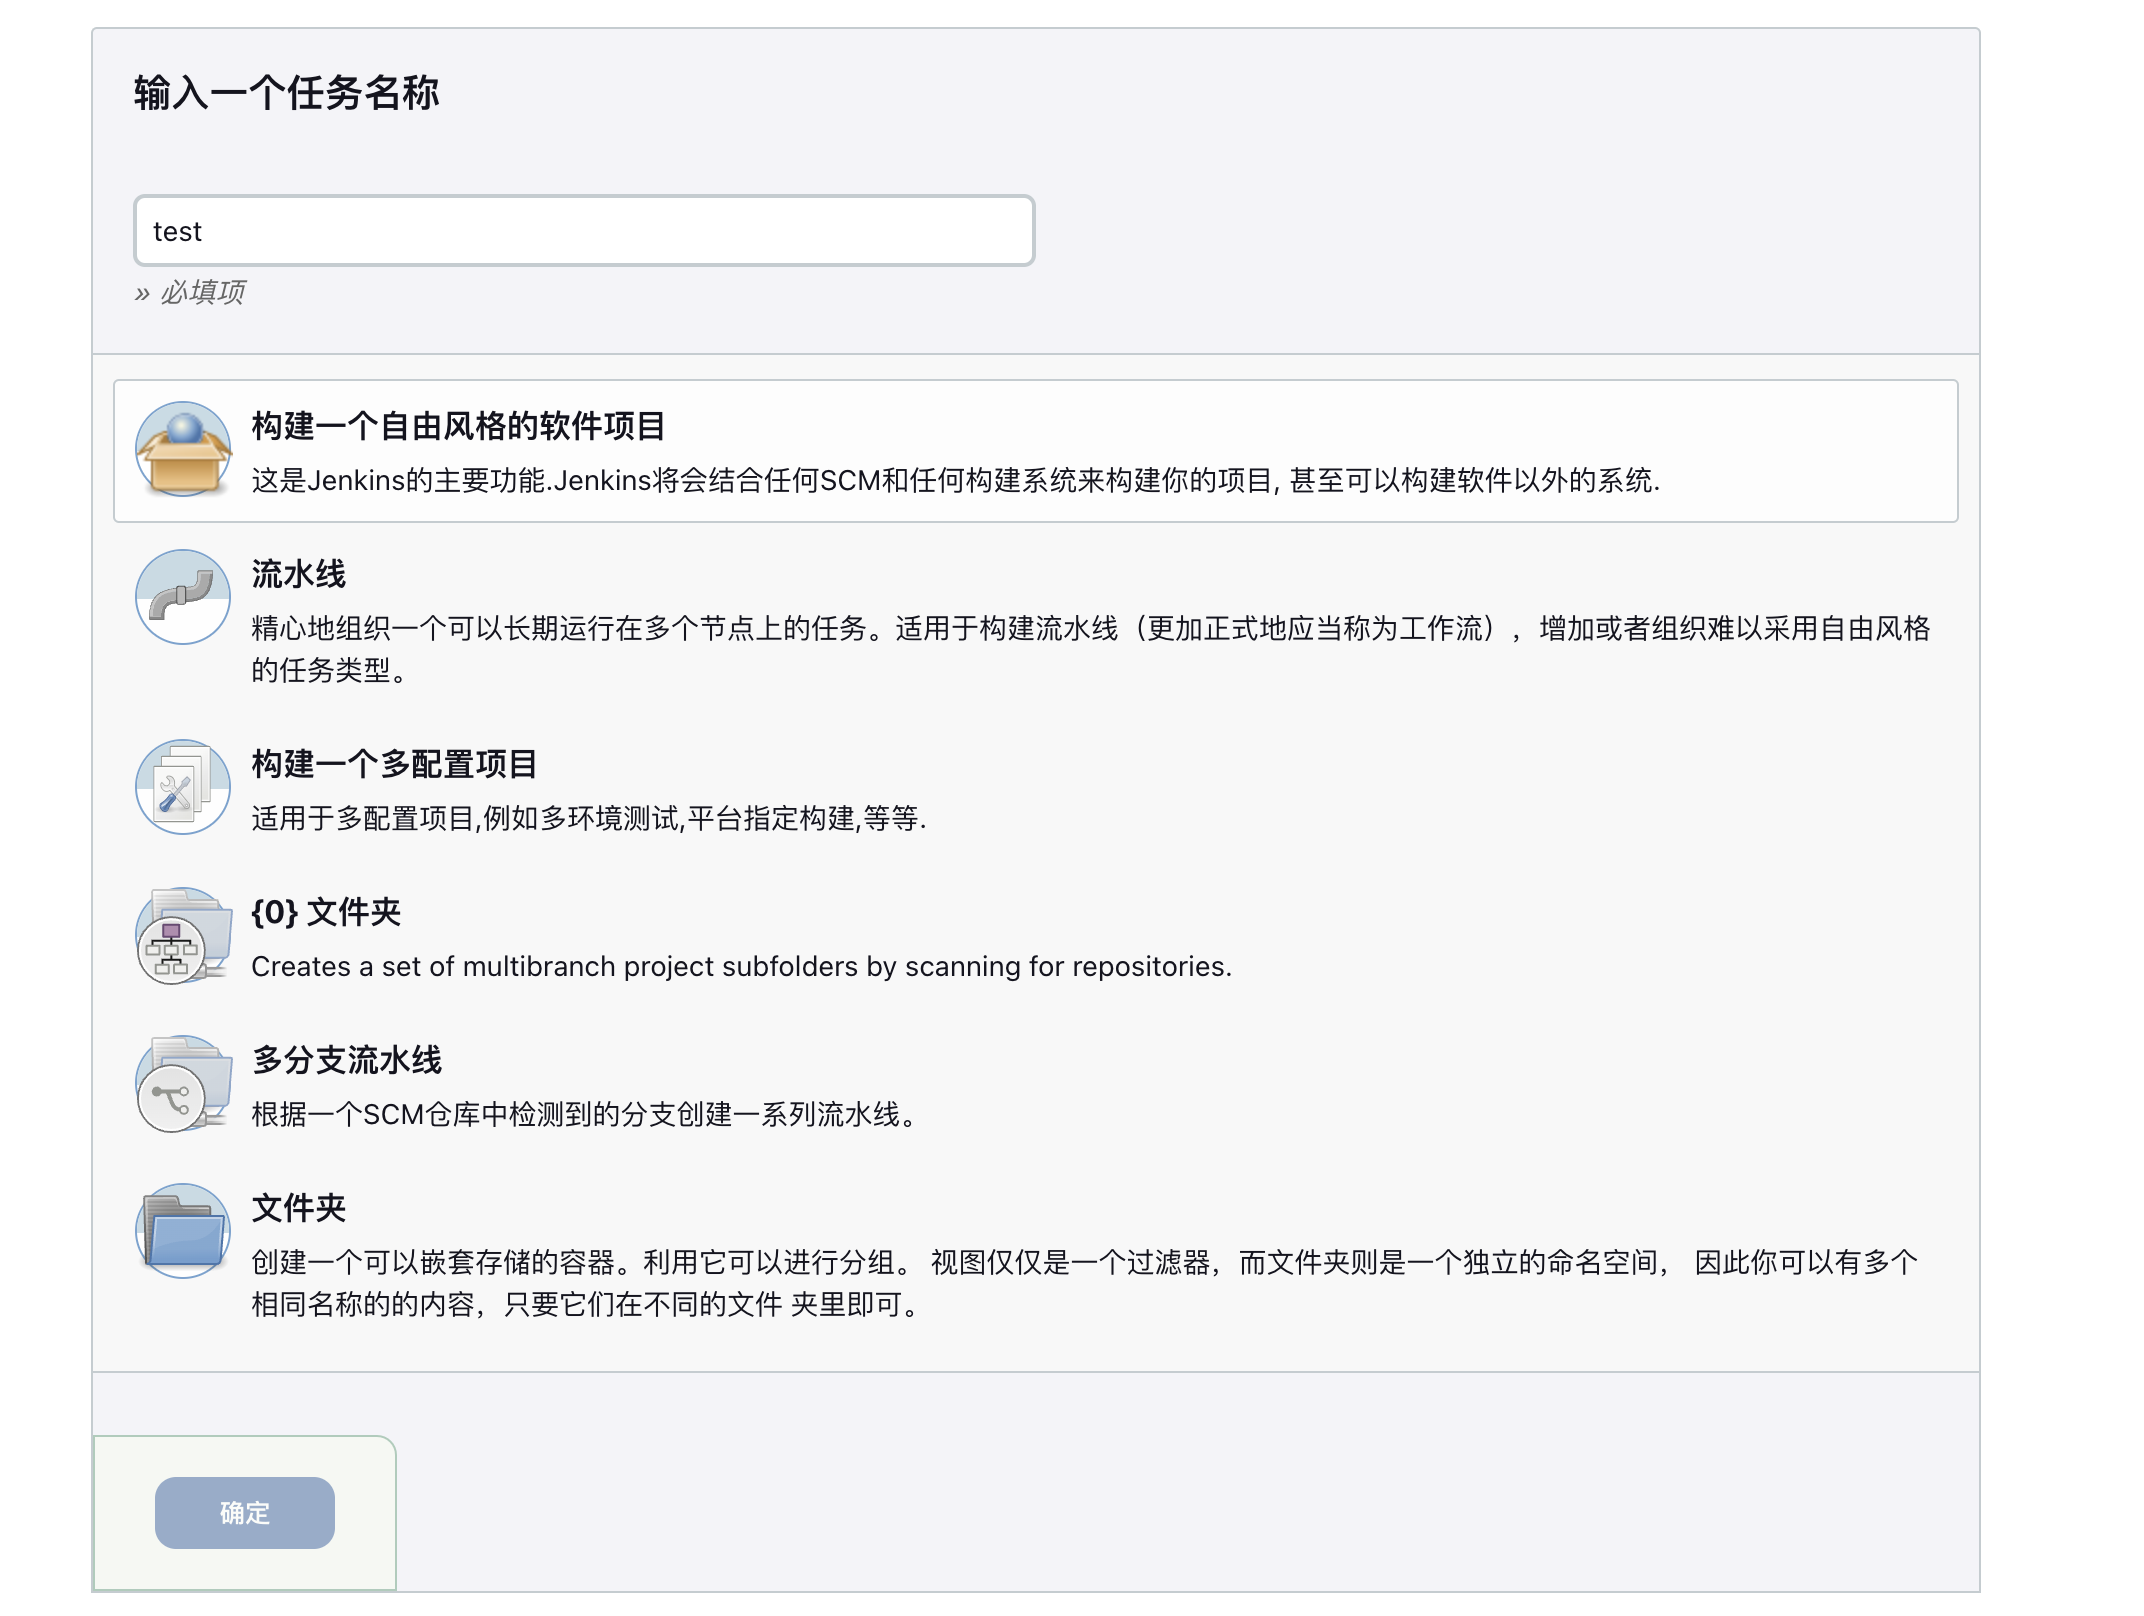 输入一个任务名称
test
» 必填项
构建一个自由风格的软件项目
这是Jenkins的主要功能.Jenkins将会结合任何SCM和任何构建系统来构建你的项目, 甚至可以构建软件以外的系统.
流水线
精心地组织一个可以长期运行在多个节点上的任务。适用于构建流水线（更加正式地应当称为工作流），增加或者组织难以采用自由风格
的任务类型。
构建一个多配置项目
适用于多配置项目,例如多环境测试,平台指定构建,等等.
{0} 文件夹
Creates a set of multibranch project subfolders by scanning for repositories.
多分支流水线
根据一个SCM仓库中检测到的分支创建一系列流水线。
文件夹
创建一个可以嵌套存储的容器。利用它可以进行分组。 视图仅仅是一个过滤器，而文件夹则是一个独立的命名空间， 因此你可以有多个
相同名称的的内容，只要它们在不同的文件 夹里即可。
确定